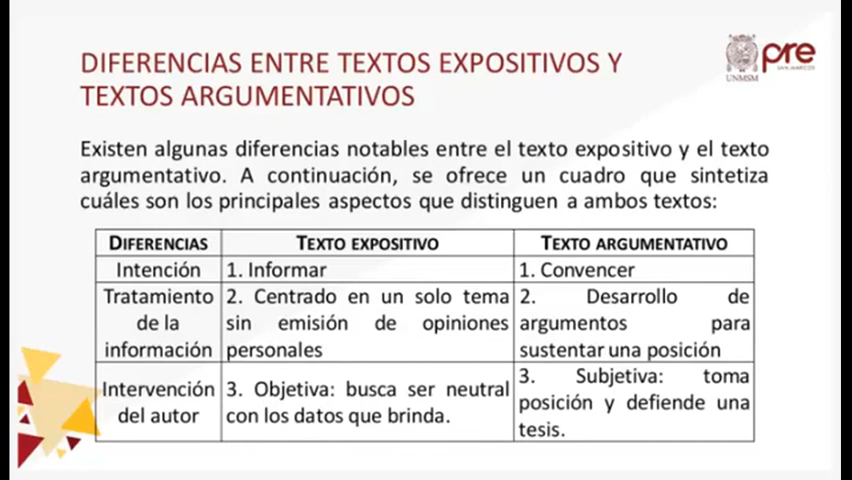 DIFERENCIAS ENTRE TEXTOS EXPOSITIVOS Y
TEXTOS ARGUMENTATIVOS
UNMSM
pre
SAN MARCOS
Existen algunas diferencias notables entre el texto expositivo y el texto
argumentativo. A continuación, se ofrece un cuadro que sintetiza
cuáles son los principales aspectos que distinguen a ambos textos:
DIFERENCIAS TEXTO EXPOSITIVO TEXTO ARGUMENTATIVO
Intención 1. Informar 1. Convencer
Tratamiento
de la
información
2. Centrado en un solo tema
sin emisión de opiniones
personales
2. Desarrollo de
argumentos para
sustentar una posición
Intervención
del autor
3. Objetiva: busca ser neutral
con los datos que brinda.
3. Subjetiva: toma
posición y defiende una
tesis.